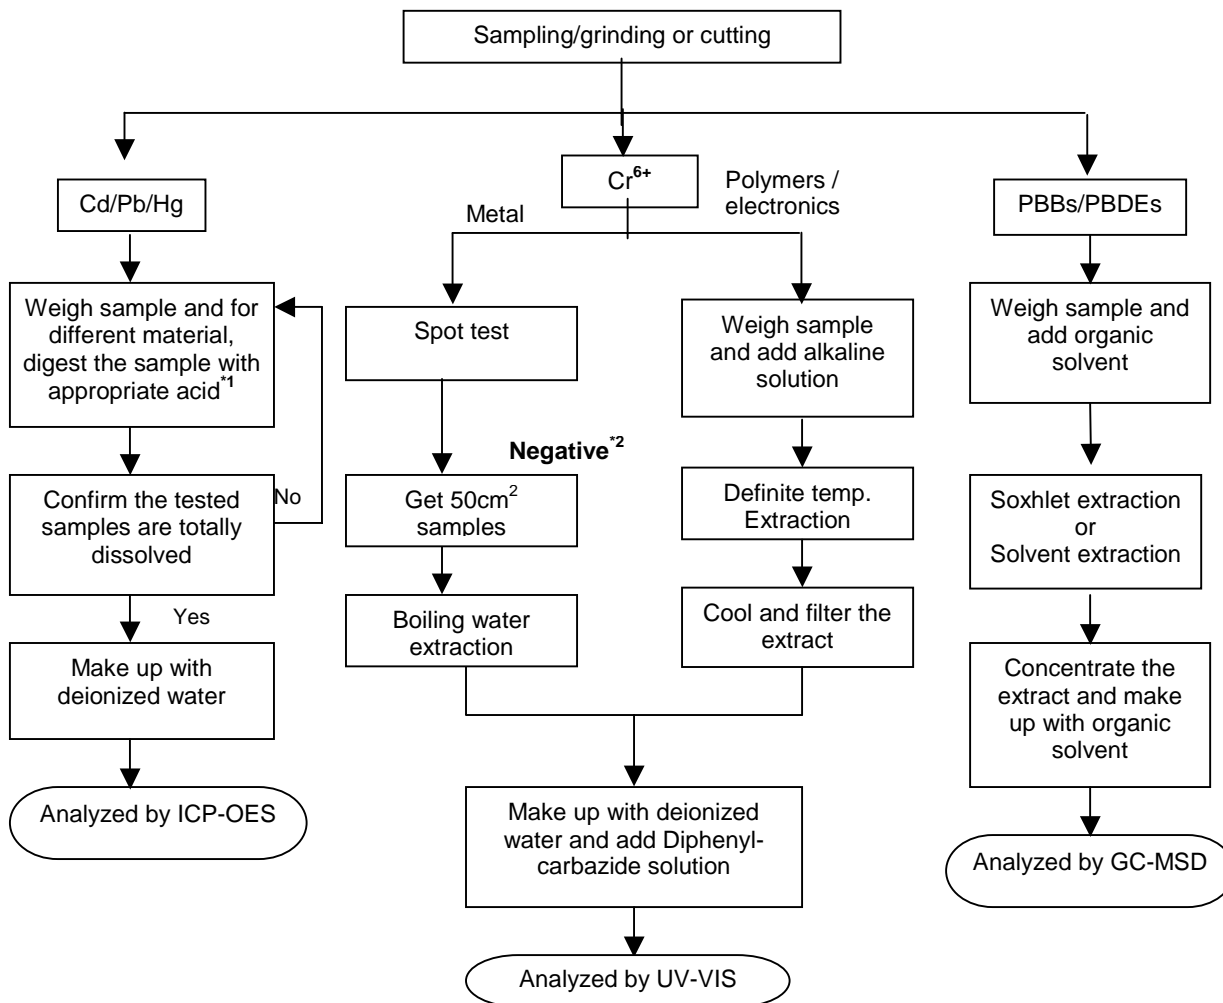 Sampling/grinding or cutting
Cd/Pb/Hg
Weigh sample and for
different material,
digest the sample with
appropriate acid*1
Confirm the tested
samples are totally
dissolved
No
Yes
Make up with
deionized water
Analyzed by ICP-OES
Cr6+
Metal
Polymers /
electronics
Spot test
Negative*2
Get 50cm2
samples
Boiling water
extraction
Weigh sample
and add alkaline
solution
Definite temp.
Extraction
Cool and filter the
extract
Make up with deionized
water and add Diphenyl-
carbazide solution
Analyzed by UV-VIS
PBBs/PBDEs
Weigh sample and
add organic
solvent
Soxhlet extraction
or
Solvent extraction
Concentrate the
extract and make
up with organic
solvent
Analyzed by GC-MSD